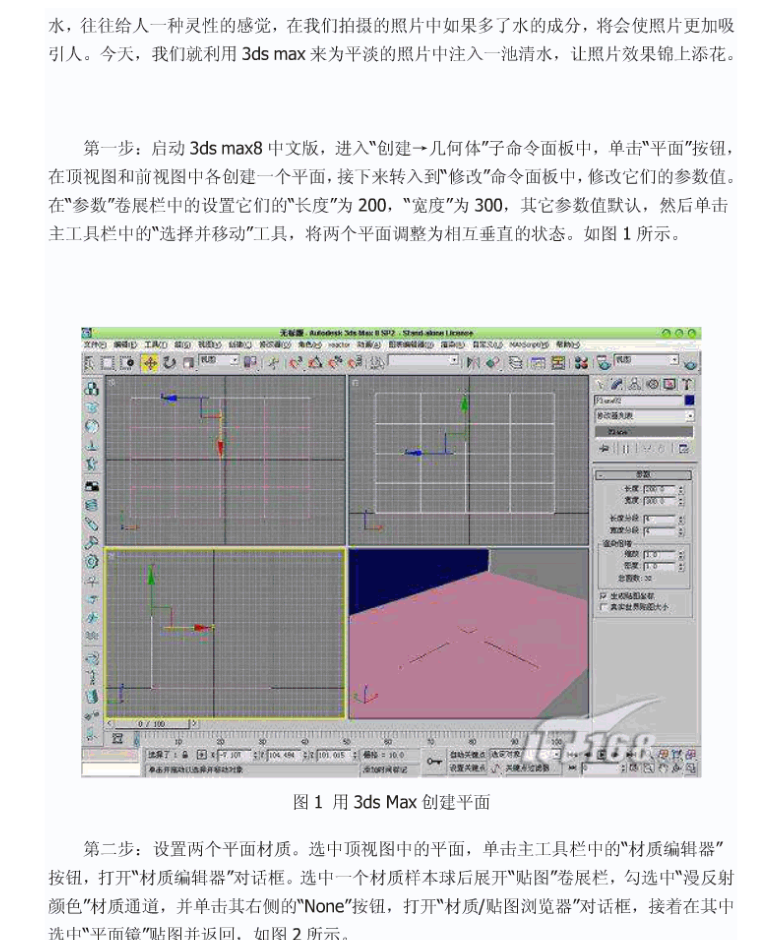 水，往往给人一种灵性的感觉，在我们拍摄的照片中如果多了水的成分，将会使照片更加吸
引人。今天，我们就利用 3ds max 来为平淡的照片中注入一池清水，让照片效果锦上添花。
第一步：启动 3ds max8 中文版，进入“创建→几何体”子命令面板中，单击“平面”按钮，
在顶视图和前视图中各创建一个平面，接下来转入到“修改”命令面板中，修改它们的参数值。
在“参数”卷展栏中的设置它们的“长度”为 200，“宽度”为 300，其它参数值默认，然后单击
主工具栏中的“选择并移动”工具，将两个平面调整为相互垂直的状态。如图 1 所示。
无标题 - Autodesk 3ds Max 8 SP2 - Stand-alone Licence
文件(F) 编辑(E) 工具(T) 组(G) 视图(V) 创建(C) 修改器(O) 角色(H) reactor 动画(A) 图表编辑器(D) 渲染(R) 自定义(U) MAXScript(M) 帮助(H)
视图
视图
Plane02
修改器列表
Plane
参数
长度: 200.0
宽度: 300.0
长度分段: 4
宽度分段: 4
渲染倍增
缩放: 1.0
密度: 1.0
总面数: 32
生成贴图坐标
真实世界贴图大小
0 / 100
10 20 30 40 50 60 70 80 90 100
选择了 1 X -7.107 Y 104.484 Z 101.015 栅格 = 10.0 自动关键点 选定对象
单击并拖动以选择并移动对象 添加时间标记 设置关键点 关键点过滤器
IT168
图 1 用 3ds Max 创建平面
第二步：设置两个平面材质。选中顶视图中的平面，单击主工具栏中的“材质编辑器”
按钮，打开“材质编辑器”对话框。选中一个材质样本球后展开“贴图”卷展栏，勾选中“漫反射
颜色”材质通道，并单击其右侧的“None”按钮，打开“材质/贴图浏览器”对话框，接着在其中
选中“平面镜”贴图并返回，如图 2 所示。